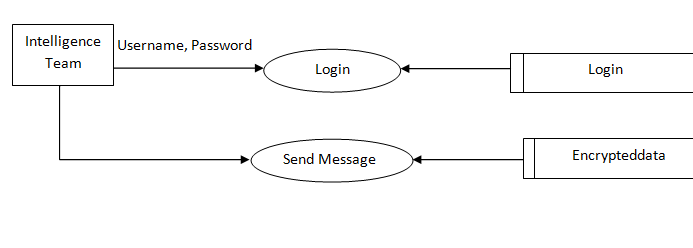 Intelligence
Team
Username, Password
Login
Login
Send Message
Encrypteddata